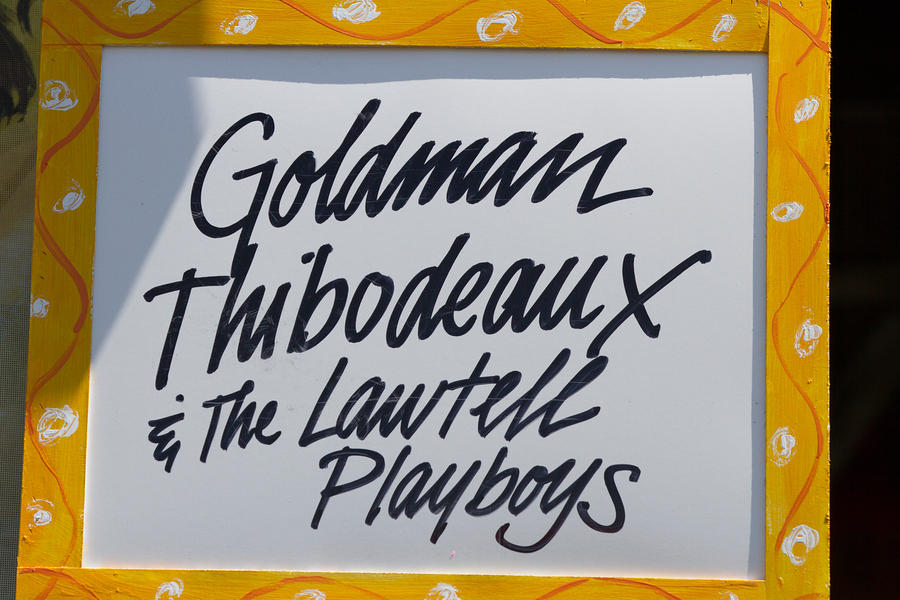 Goldman
Thibodeaux
& The Lawtell
Playboys